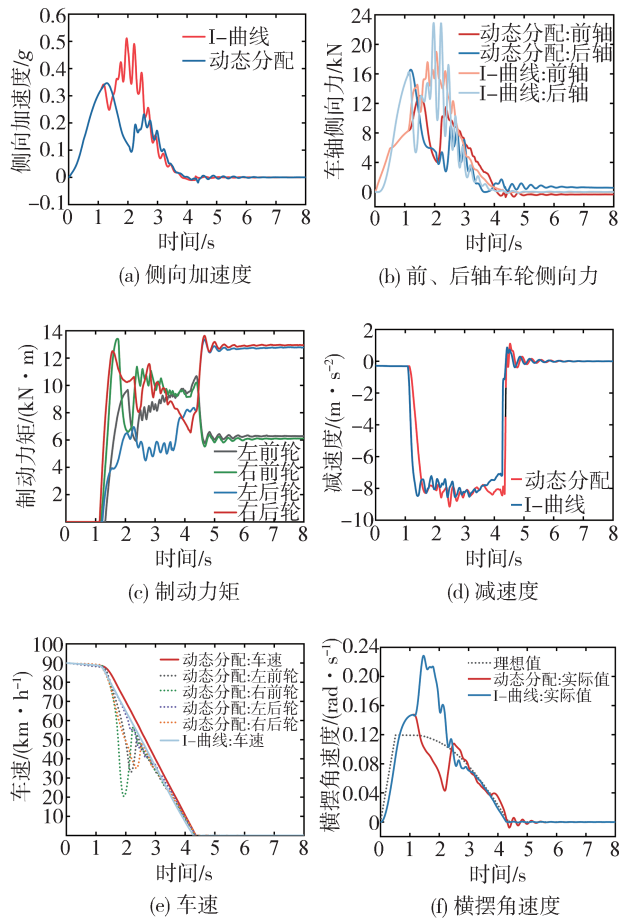 0.6
0.5
0.4
0.3
0.2
0.1
0
-0.1
侧向加速度/g
I-曲线
动态分配
0 1 2 3 4 5 6 7 8
时间/s
(a) 侧向加速度
24
20
16
12
8
4
0
车轴侧向力/kN
动态分配:前轴
动态分配:后轴
I-曲线:前轴
I-曲线:后轴
0 1 2 3 4 5 6 7 8
时间/s
(b) 前、后轴车轮侧向力
14
12
10
8
6
4
2
制动力矩/(kN·m)
左前轮
右前轮
左后轮
右后轮
0 1 2 3 4 5 6 7 8
时间/s
(c) 制动力矩
2
0
-2
-4
-6
-8
-10
减速度/(m·s⁻²)
动态分配
I-曲线
0 1 2 3 4 5 6 7 8
时间/s
(d) 减速度
100
90
80
70
60
50
40
30
20
10
车速/(km·h⁻¹)
动态分配:车速
动态分配:左前轮
动态分配:右前轮
动态分配:左后轮
动态分配:右后轮
I-曲线:车速
0 1 2 3 4 5 6 7 8
时间/s
(e) 车速
0.24
0.20
0.16
0.12
0.08
0.04
0
横摆角速度/(rad·s⁻¹)
理想值
动态分配:实际值
I-曲线:实际值
0 1 2 3 4 5 6 7 8
时间/s
(f) 横摆角速度